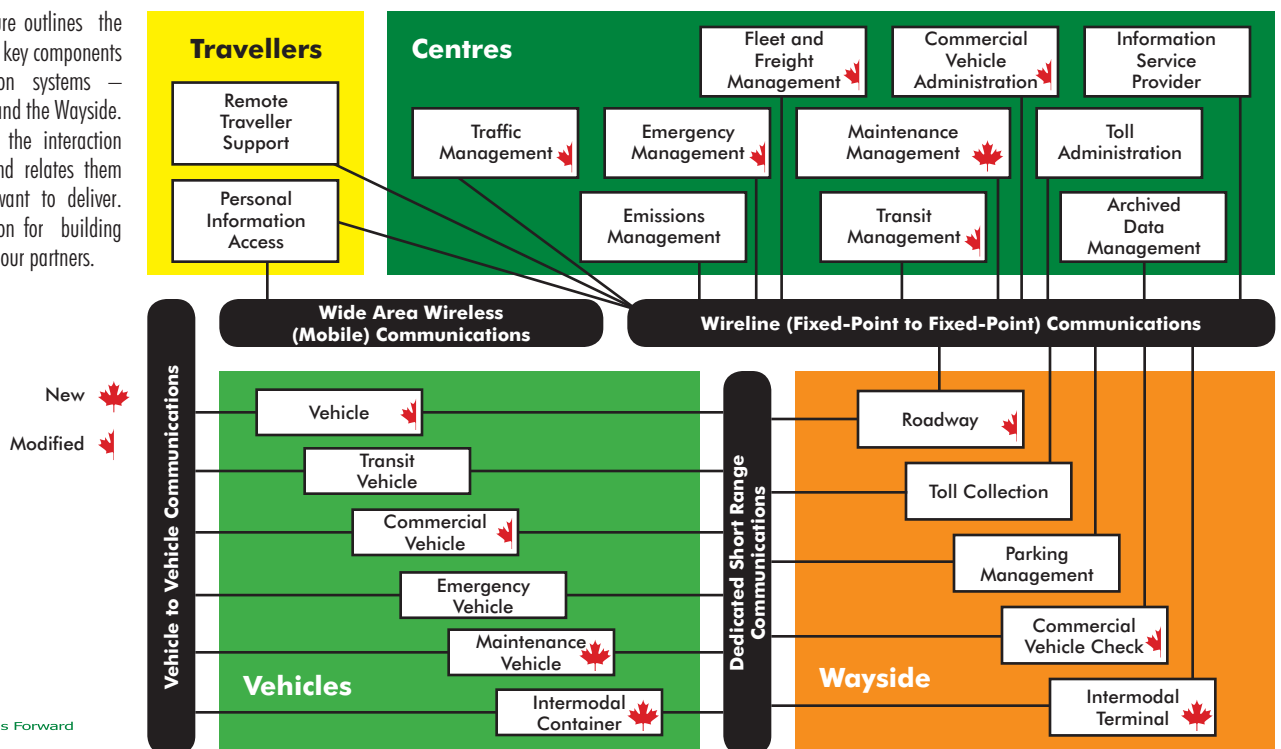 ure outlines the
key components
on systems –
and the Wayside.
the interaction
nd relates them
want to deliver.
on for building
our partners.
Travellers
Remote
Traveller
Support
Personal
Information
Access
Centres
Fleet and
Freight
Management
Commercial
Vehicle
Administration
Information
Service
Provider
Traffic
Management
Emergency
Management
Maintenance
Management
Toll
Administration
Emissions
Management
Transit
Management
Archived
Data
Management
Wide Area Wireless
(Mobile) Communications
Wireline (Fixed-Point to Fixed-Point) Communications
New
Modified
Vehicle to Vehicle Communications
Vehicle
Transit
Vehicle
Commercial
Vehicle
Emergency
Vehicle
Maintenance
Vehicle
Intermodal
Container
Vehicles
Dedicated Short Range
Communications
Roadway
Toll Collection
Parking
Management
Commercial
Vehicle Check
Intermodal
Terminal
Wayside
s Forward